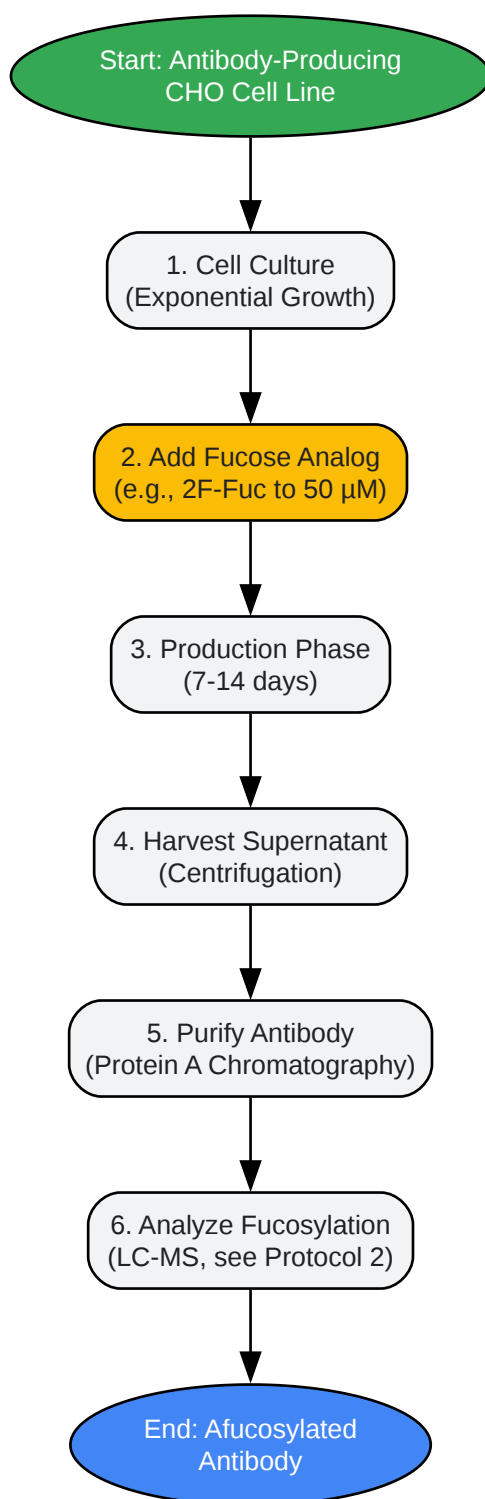 Start: Antibody-Producing
CHO Cell Line
1. Cell Culture
(Exponential Growth)
2. Add Fucose Analog
(e.g., 2F-Fuc to 50 µM)
3. Production Phase
(7-14 days)
4. Harvest Supernatant
(Centrifugation)
5. Purify Antibody
(Protein A Chromatography)
6. Analyze Fucosylation
(LC-MS, see Protocol 2)
End: Afucosylated
Antibody